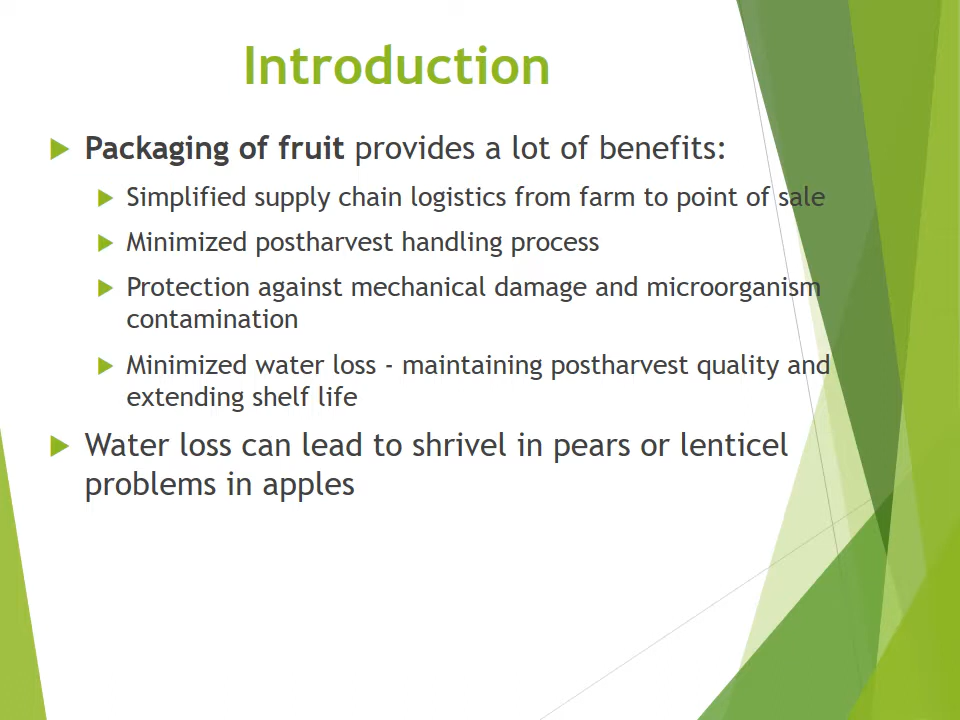 Introduction
Packaging of fruit provides a lot of benefits:
Simplified supply chain logistics from farm to point of sale
Minimized postharvest handling process
Protection against mechanical damage and microorganism
contamination
Minimized water loss - maintaining postharvest quality and
extending shelf life
Water loss can lead to shrivel in pears or lenticel
problems in apples